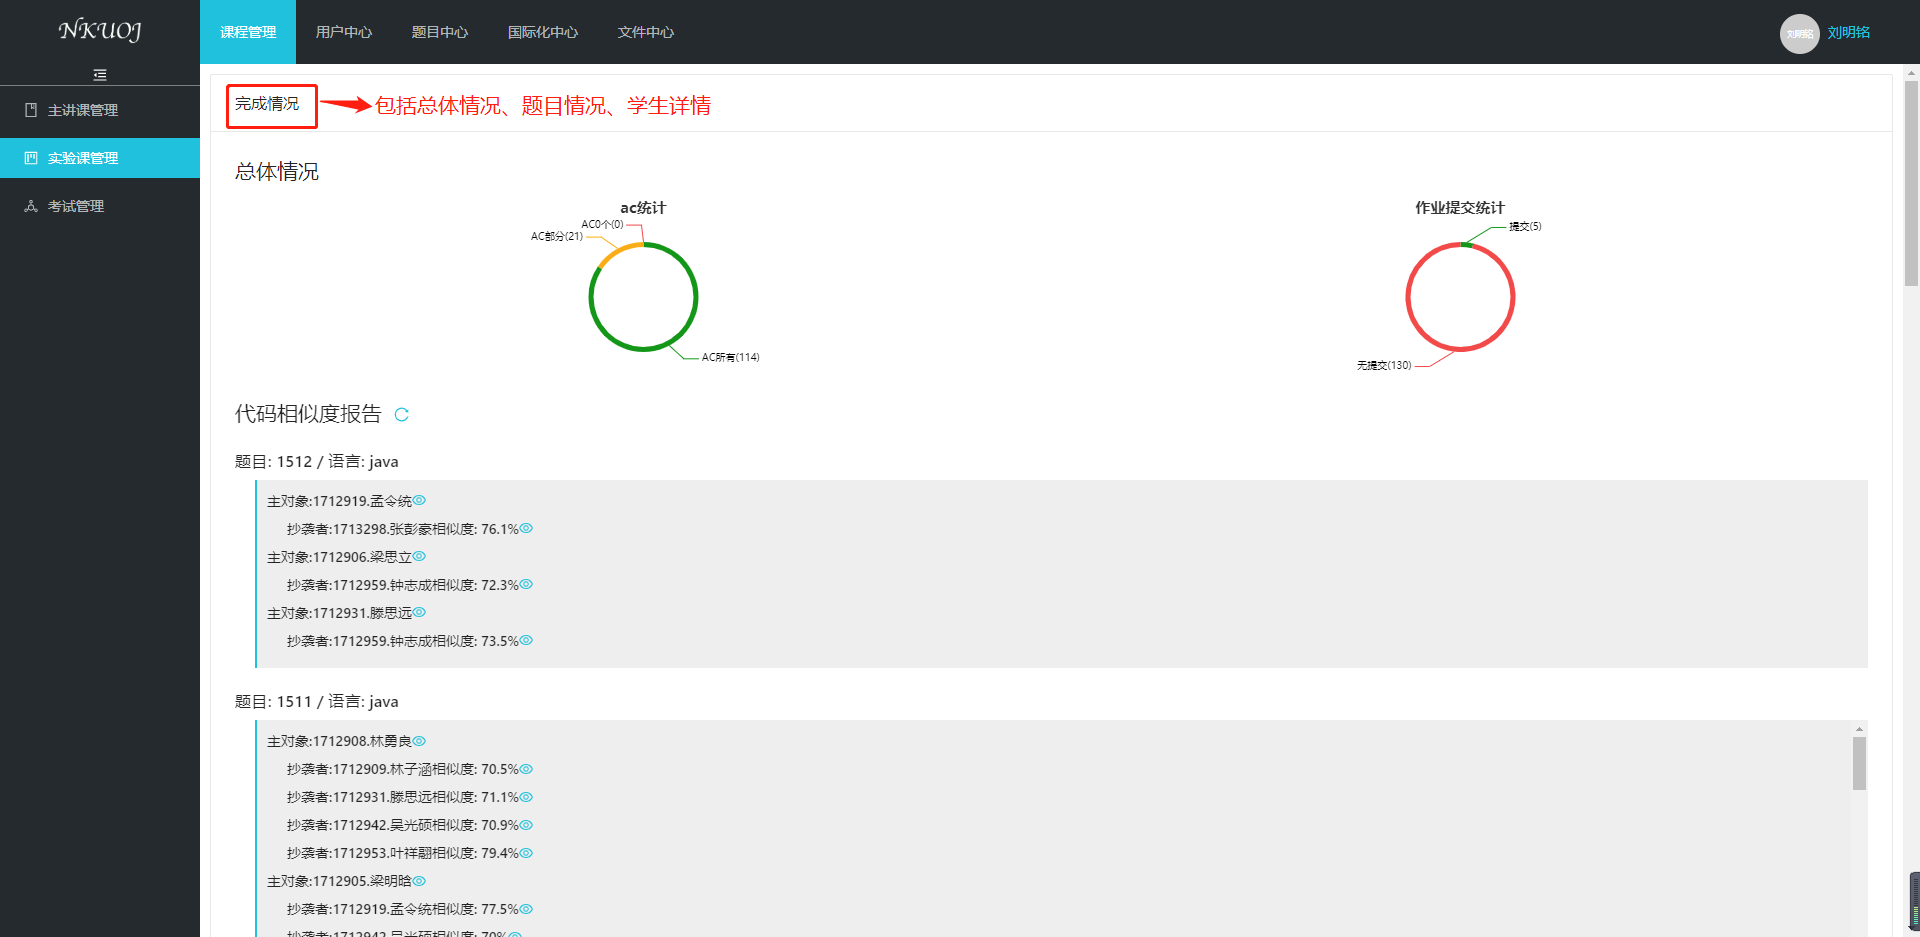 NKUOJ
课程管理
用户中心
题目中心
国际化中心
文件中心
刘明铭
刘明铭
主讲课管理
实验课管理
考试管理
完成情况
包括总体情况、题目情况、学生详情
总体情况
ac统计
AC0个(0)
AC部分(21)
AC所有(114)
作业提交统计
提交(5)
无提交(130)
代码相似度报告
题目: 1512 / 语言: java
主对象:1712919.孟令统
抄袭者:1713298.张彭豪相似度: 76.1%
主对象:1712906.梁思立
抄袭者:1712959.钟志成相似度: 72.3%
主对象:1712931.滕思远
抄袭者:1712959.钟志成相似度: 73.5%
题目: 1511 / 语言: java
主对象:1712908.林勇良
抄袭者:1712909.林子涵相似度: 70.5%
抄袭者:1712931.滕思远相似度: 71.1%
抄袭者:1712942.吴光硕相似度: 70.9%
抄袭者:1712953.叶祥翮相似度: 79.4%
主对象:1712905.梁明晗
抄袭者:1712919.孟令统相似度: 77.5%
抄袭者:1712942.吴光硕相似度: 70%